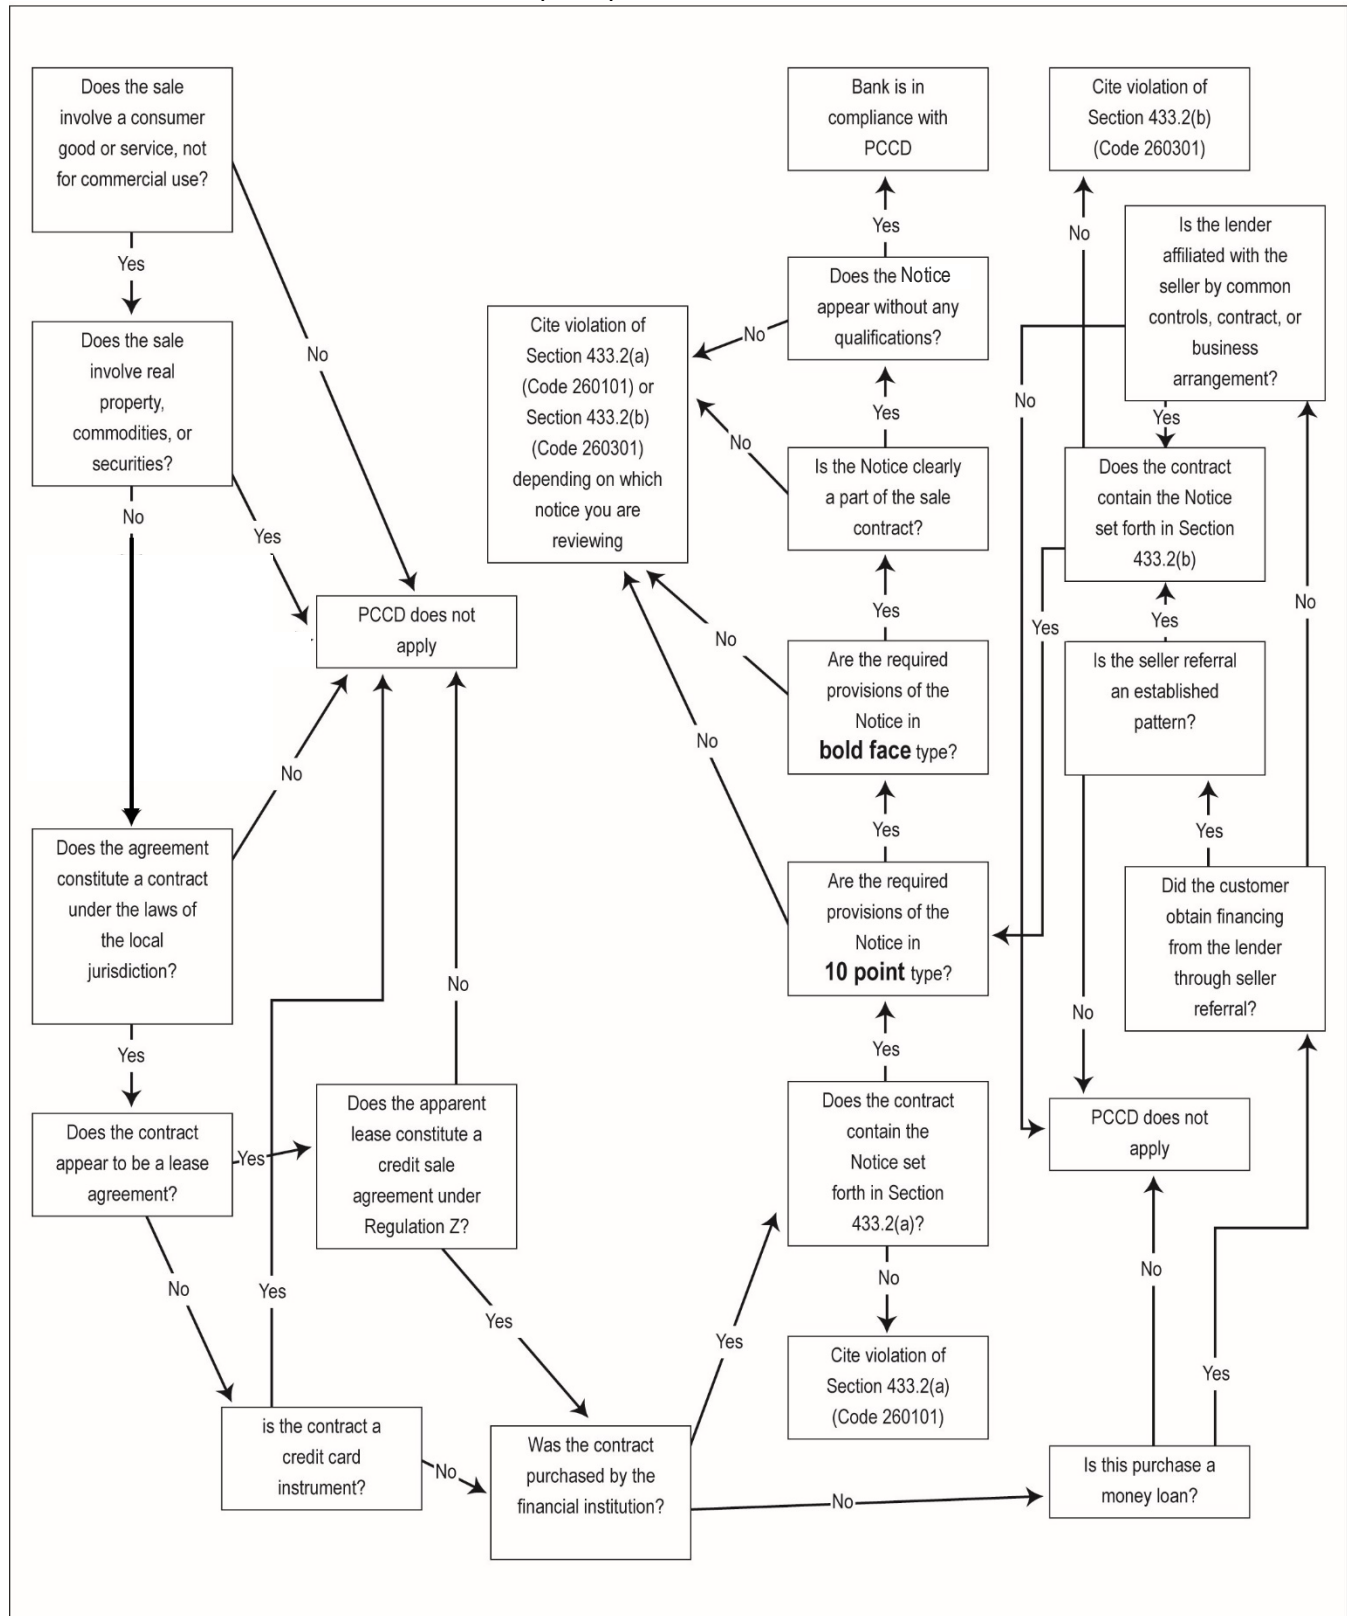 Does the sale
involve a consumer
good or service, not
for commercial use?
Yes
No
Does the sale
involve real
property,
commodities, or
securities?
No
Yes
PCCD does not
apply
Does the agreement
constitute a contract
under the laws of
the local
jurisdiction?
No
Yes
Does the contract
appear to be a lease
agreement?
Yes
No
Does the apparent
lease constitute a
credit sale
agreement under
Regulation Z?
No
Yes
is the contract a
credit card
instrument?
Yes
No
Was the contract
purchased by the
financial institution?
Yes
No
Cite violation of
Section 433.2(a)
(Code 260101) or
Section 433.2(b)
(Code 260301)
depending on which
notice you are
reviewing
Bank is in
compliance with
PCCD
Yes
Does the Notice
appear without any
qualifications?
No
Yes
Is the Notice clearly
a part of the sale
contract?
No
Yes
Are the required
provisions of the
Notice in
bold face type?
No
Yes
Are the required
provisions of the
Notice in
10 point type?
No
Yes
Does the contract
contain the
Notice set
forth in Section
433.2(a)?
No
Cite violation of
Section 433.2(a)
(Code 260101)
Cite violation of
Section 433.2(b)
(Code 260301)
No
Is the lender
affiliated with the
seller by common
controls, contract, or
business
arrangement?
No
Yes
Does the contract
contain the Notice
set forth in Section
433.2(b)
Yes
No
Yes
Is the seller referral
an established
pattern?
Yes
No
Did the customer
obtain financing
from the lender
through seller
referral?
PCCD does not
apply
No
Yes
Is this purchase a
money loan?